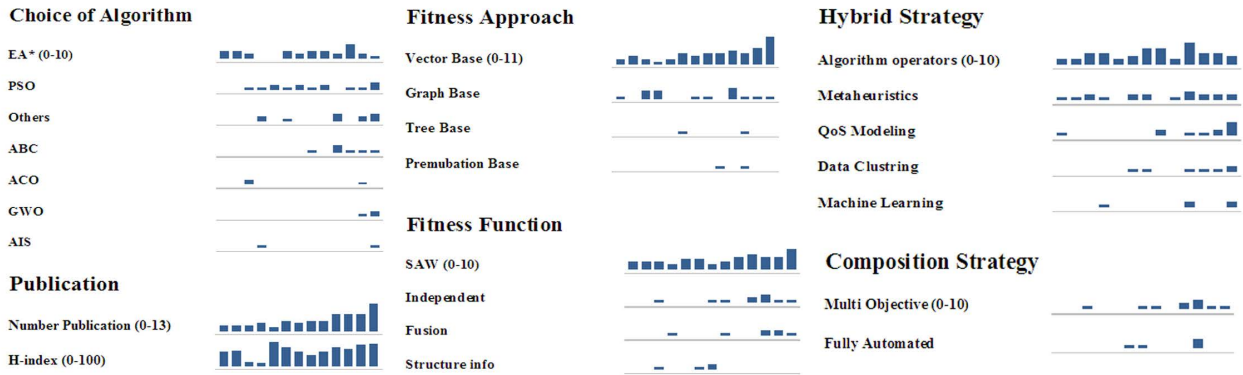 Choice of Algorithm
EA* (0-10)
PSO
Others
ABC
ACO
GWO
AIS
Publication
Number Publication (0-13)
H-index (0-100)
Fitness Approach
Vector Base (0-11)
Graph Base
Tree Base
Premubation Base
Fitness Function
SAW (0-10)
Independent
Fusion
Structure info
Hybrid Strategy
Algorithm operators (0-10)
Metaheuristics
QoS Modeling
Data Clustring
Machine Learning
Composition Strategy
Multi Objective (0-10)
Fully Automated